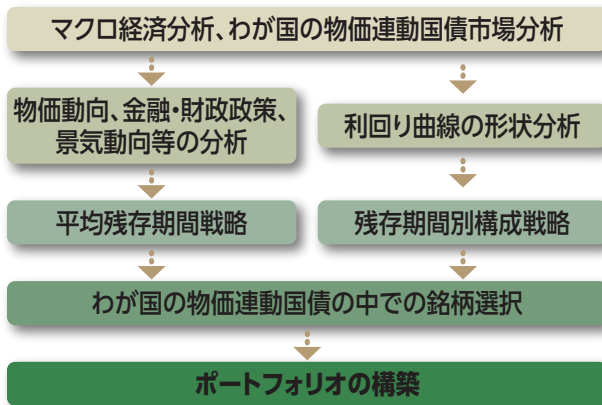 マクロ経済分析、わが国の物価連動国債市場分析
物価動向、金融・財政政策、
景気動向等の分析
利回り曲線の形状分析
平均残存期間戦略
残存期間別構成戦略
わが国の物価連動国債の中での銘柄選択
ポートフォリオの構築